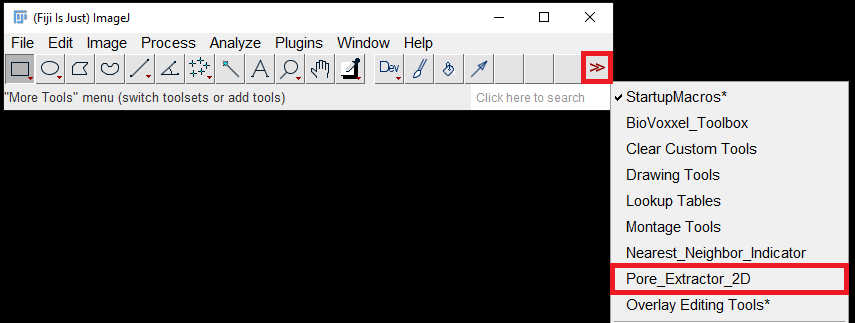 (Fiji Is Just) ImageJ
File Edit Image Process Analyze Plugins Window Help
A Dev ≫
"More Tools" menu (switch toolsets or add tools) Click here to search
StartupMacros*
BioVoxxel_Toolbox
Clear Custom Tools
Drawing Tools
Lookup Tables
Montage Tools
Nearest_Neighbor_Indicator
Pore_Extractor_2D
Overlay Editing Tools*